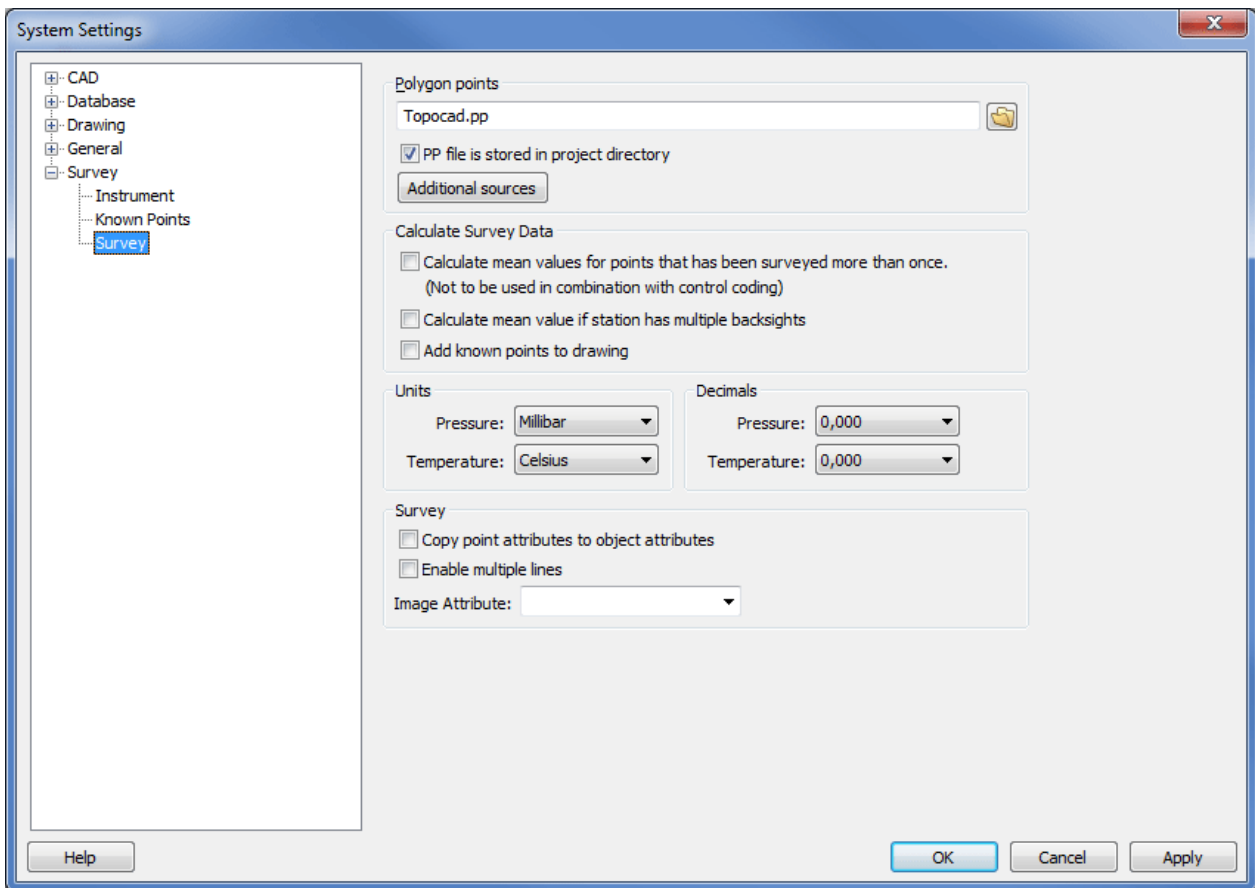 System Settings
CAD
Database
Drawing
General
Survey
Instrument
Known Points
Survey
Polygon points
Topocad.pp
PP file is stored in project directory
Additional sources
Calculate Survey Data
Calculate mean values for points that has been surveyed more than once.
(Not to be used in combination with control coding)
Calculate mean value if station has multiple backsights
Add known points to drawing
Units
Pressure: Millibar
Temperature: Celsius
Decimals
Pressure: 0,000
Temperature: 0,000
Survey
Copy point attributes to object attributes
Enable multiple lines
Image Attribute:
Help
OK
Cancel
Apply